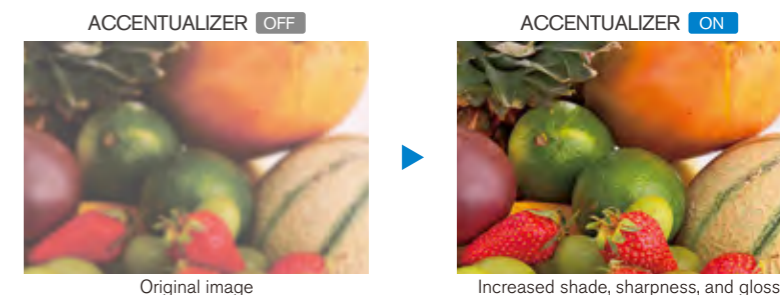 ACCENTUALIZER OFF
ACCENTUALIZER ON
Original image
Increased shade, sharpness, and gloss